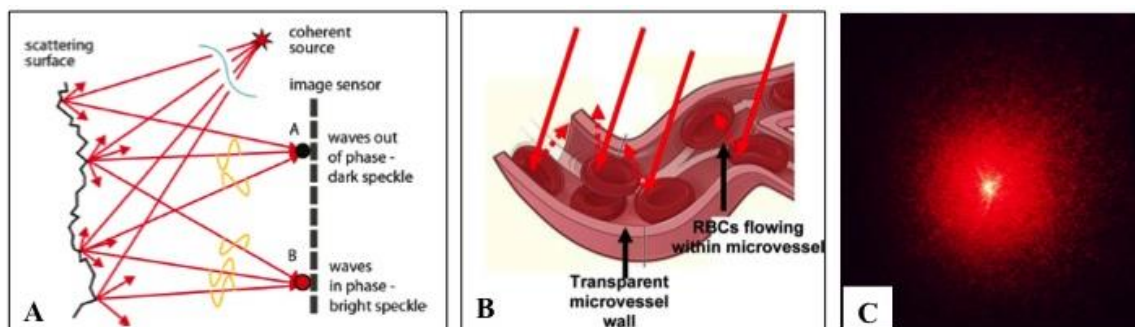 scattering
surface
coherent
source
image sensor
A
waves out
of phase -
dark speckle
B
waves
in phase -
bright speckle
A
RBCs flowing
within microvessel
Transparent
microvessel
wall
B
C